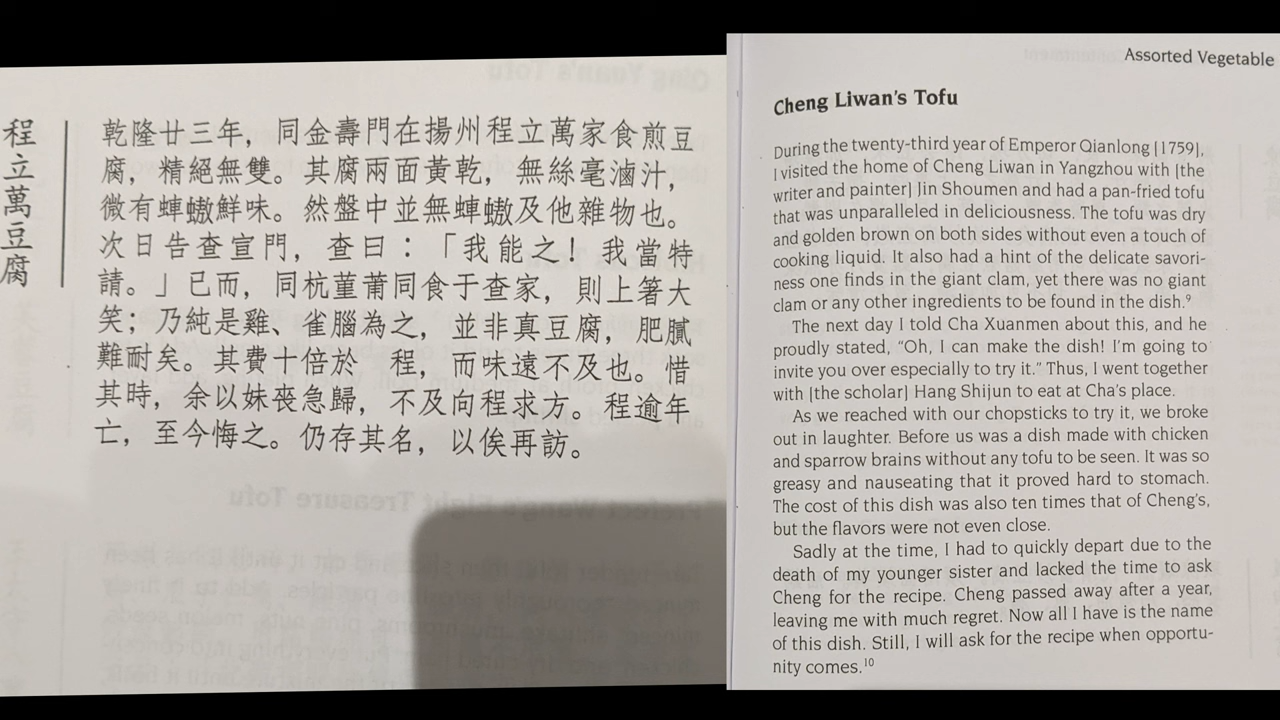 程立萬豆腐
乾隆廿三年，同金壽門在揚州程立萬家食煎豆
腐，精絕無雙。其腐兩面黃乾，無絲毫滷汁，
微有蟶螯鮮味。然盤中並無蟶螯及他雜物也。
次日告查宣門，查曰：「我能之！我當特
請。」已而，同杭菫莆同食于查家，則上箸大
笑；乃純是雞、雀腦為之，並非真豆腐，肥膩
難耐矣。其費十倍於 程，而味遠不及也。惜
其時，余以妹喪急歸，不及向程求方。程逾年
亡，至今悔之。仍存其名，以俟再訪。
Assorted Vegetable
Cheng Liwan's Tofu
During the twenty-third year of Emperor Qianlong [1759],
I visited the home of Cheng Liwan in Yangzhou with [the
writer and painter] Jin Shoumen and had a pan-fried tofu
that was unparalleled in deliciousness. The tofu was dry
and golden brown on both sides without even a touch of
cooking liquid. It also had a hint of the delicate savori-
ness one finds in the giant clam, yet there was no giant
clam or any other ingredients to be found in the dish.⁹
The next day I told Cha Xuanmen about this, and he
proudly stated, "Oh, I can make the dish! I'm going to
invite you over especially to try it." Thus, I went together
with [the scholar] Hang Shijun to eat at Cha's place.
As we reached with our chopsticks to try it, we broke
out in laughter. Before us was a dish made with chicken
and sparrow brains without any tofu to be seen. It was so
greasy and nauseating that it proved hard to stomach.
The cost of this dish was also ten times that of Cheng's,
but the flavors were not even close.
Sadly at the time, I had to quickly depart due to the
death of my younger sister and lacked the time to ask
Cheng for the recipe. Cheng passed away after a year,
leaving me with much regret. Now all I have is the name
of this dish. Still, I will ask for the recipe when opportu-
nity comes.¹⁰